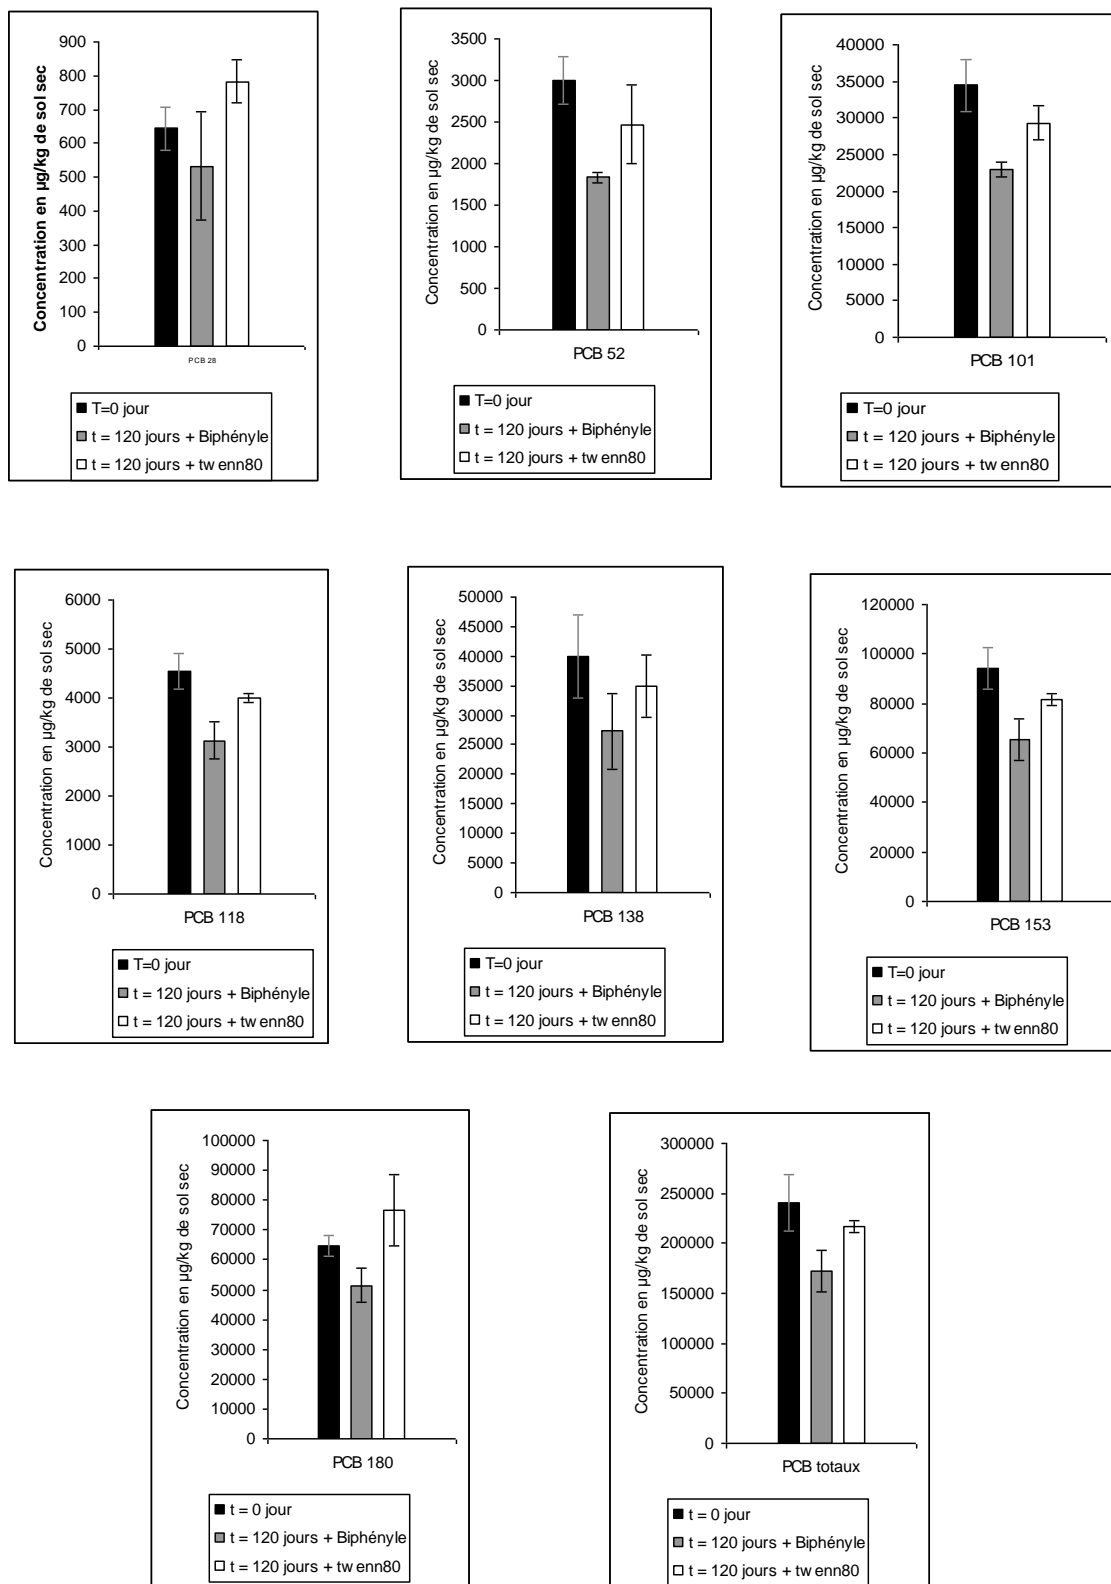 Concentration en µg/kg de sol sec
900
800
700
600
500
400
300
200
100
0
PCB 28
T=0 jour
t = 120 jours + Biphényle
t = 120 jours + tw enn80
Concentration en µg/kg de sol sec
3500
3000
2500
2000
1500
1000
500
0
PCB 52
T=0 jour
t = 120 jours + Biphényle
t = 120 jours + tw enn80
Concentration en µg/kg de sol sec
40000
35000
30000
25000
20000
15000
10000
5000
0
PCB 101
T=0 jour
t = 120 jours + Biphényle
t = 120 jours + tw enn80
Concentration en µg/kg de sol sec
6000
5000
4000
3000
2000
1000
0
PCB 118
T=0 jour
t = 120 jours + Biphényle
t = 120 jours + tw enn80
Concentration en µg/kg de sol sec
50000
45000
40000
35000
30000
25000
20000
15000
10000
5000
0
PCB 138
T=0 jour
t = 120 jours + Biphényle
t = 120 jours + tw enn80
Concentration en µg/kg de sol sec
120000
100000
80000
60000
40000
20000
0
PCB 153
T=0 jour
t = 120 jours + Biphényle
t = 120 jours + tw enn80
Concentration en µg/kg de sol sec
100000
90000
80000
70000
60000
50000
40000
30000
20000
10000
0
PCB 180
t = 0 jour
t = 120 jours + Biphényle
t = 120 jours + tw enn80
Concentration en µg/kg de sol sec
300000
250000
200000
150000
100000
50000
0
PCB totaux
t = 0 jour
t = 120 jours + Biphényle
t = 120 jours + tw enn80